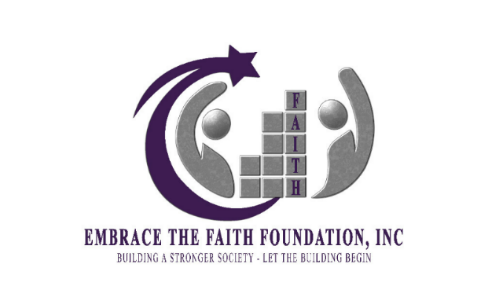 FAITH
EMBRACE THE FAITH FOUNDATION, INC
BUILDING A STRONGER SOCIETY - LET THE BUILDING BEGIN